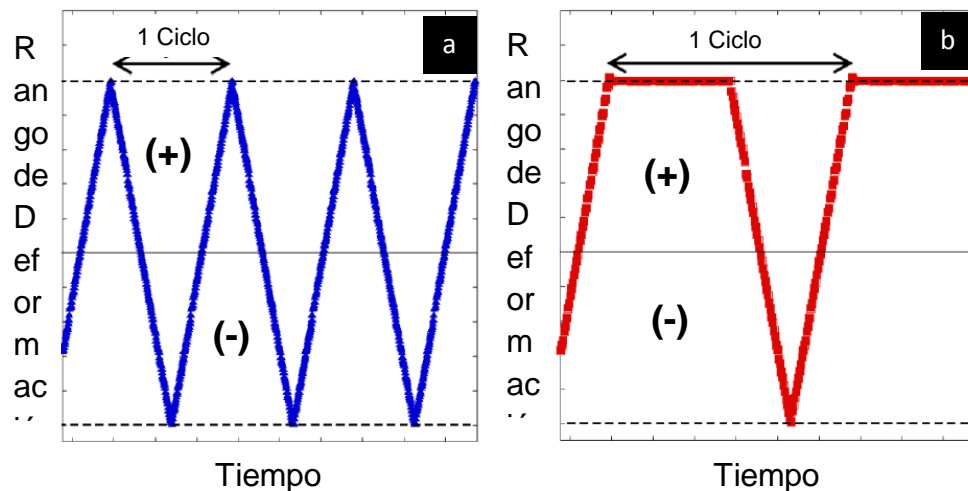 R
an
go
de
D
ef
or
m
ac
1 Ciclo
a
(+)
(-)
Tiempo
R
an
go
de
D
ef
or
m
ac
1 Ciclo
b
(+)
(-)
Tiempo